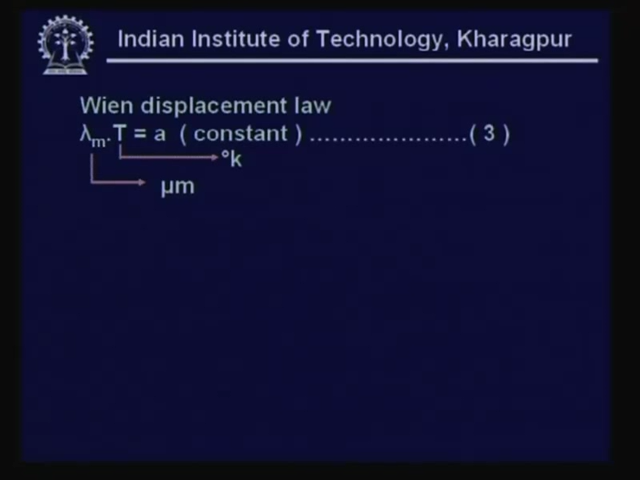 Indian Institute of Technology, Kharagpur
Wien displacement law
λm.T = a ( constant ) .....................( 3 )
°k
µm